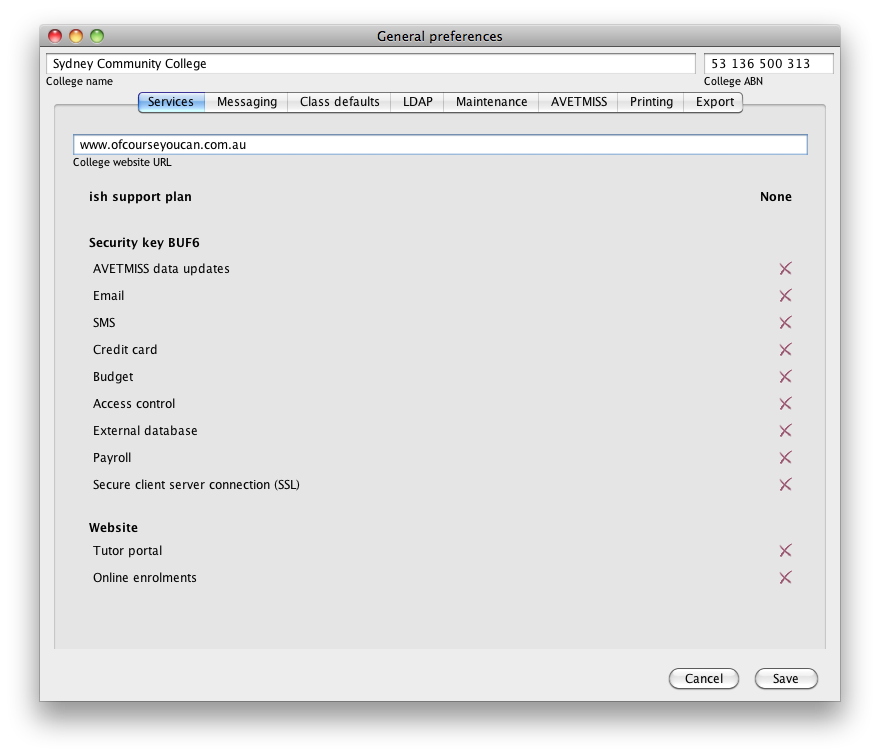 General preferences
Sydney Community College 53 136 500 313
College name College ABN
Services Messaging Class defaults LDAP Maintenance AVETMISS Printing Export
www.ofcourseyoucan.com.au
College website URL
ish support plan None
Security key BUF6
AVETMISS data updates
Email
SMS
Credit card
Budget
Access control
External database
Payroll
Secure client server connection (SSL)
Website
Tutor portal
Online enrolments
Cancel Save